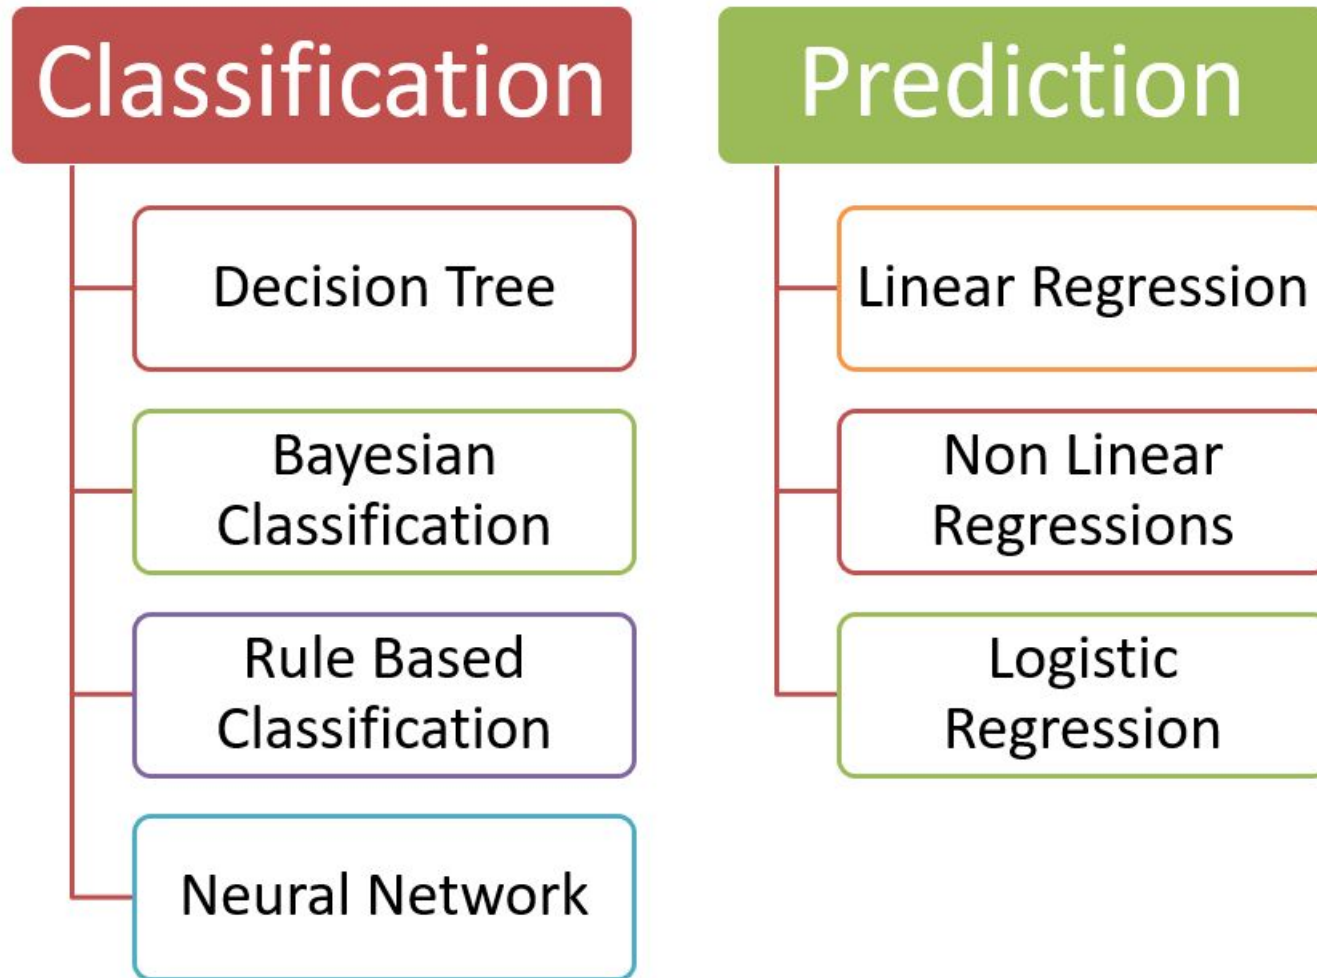 Classification
Decision Tree
Bayesian
Classification
Rule Based
Classification
Neural Network
Prediction
Linear Regression
Non Linear
Regressions
Logistic
Regression